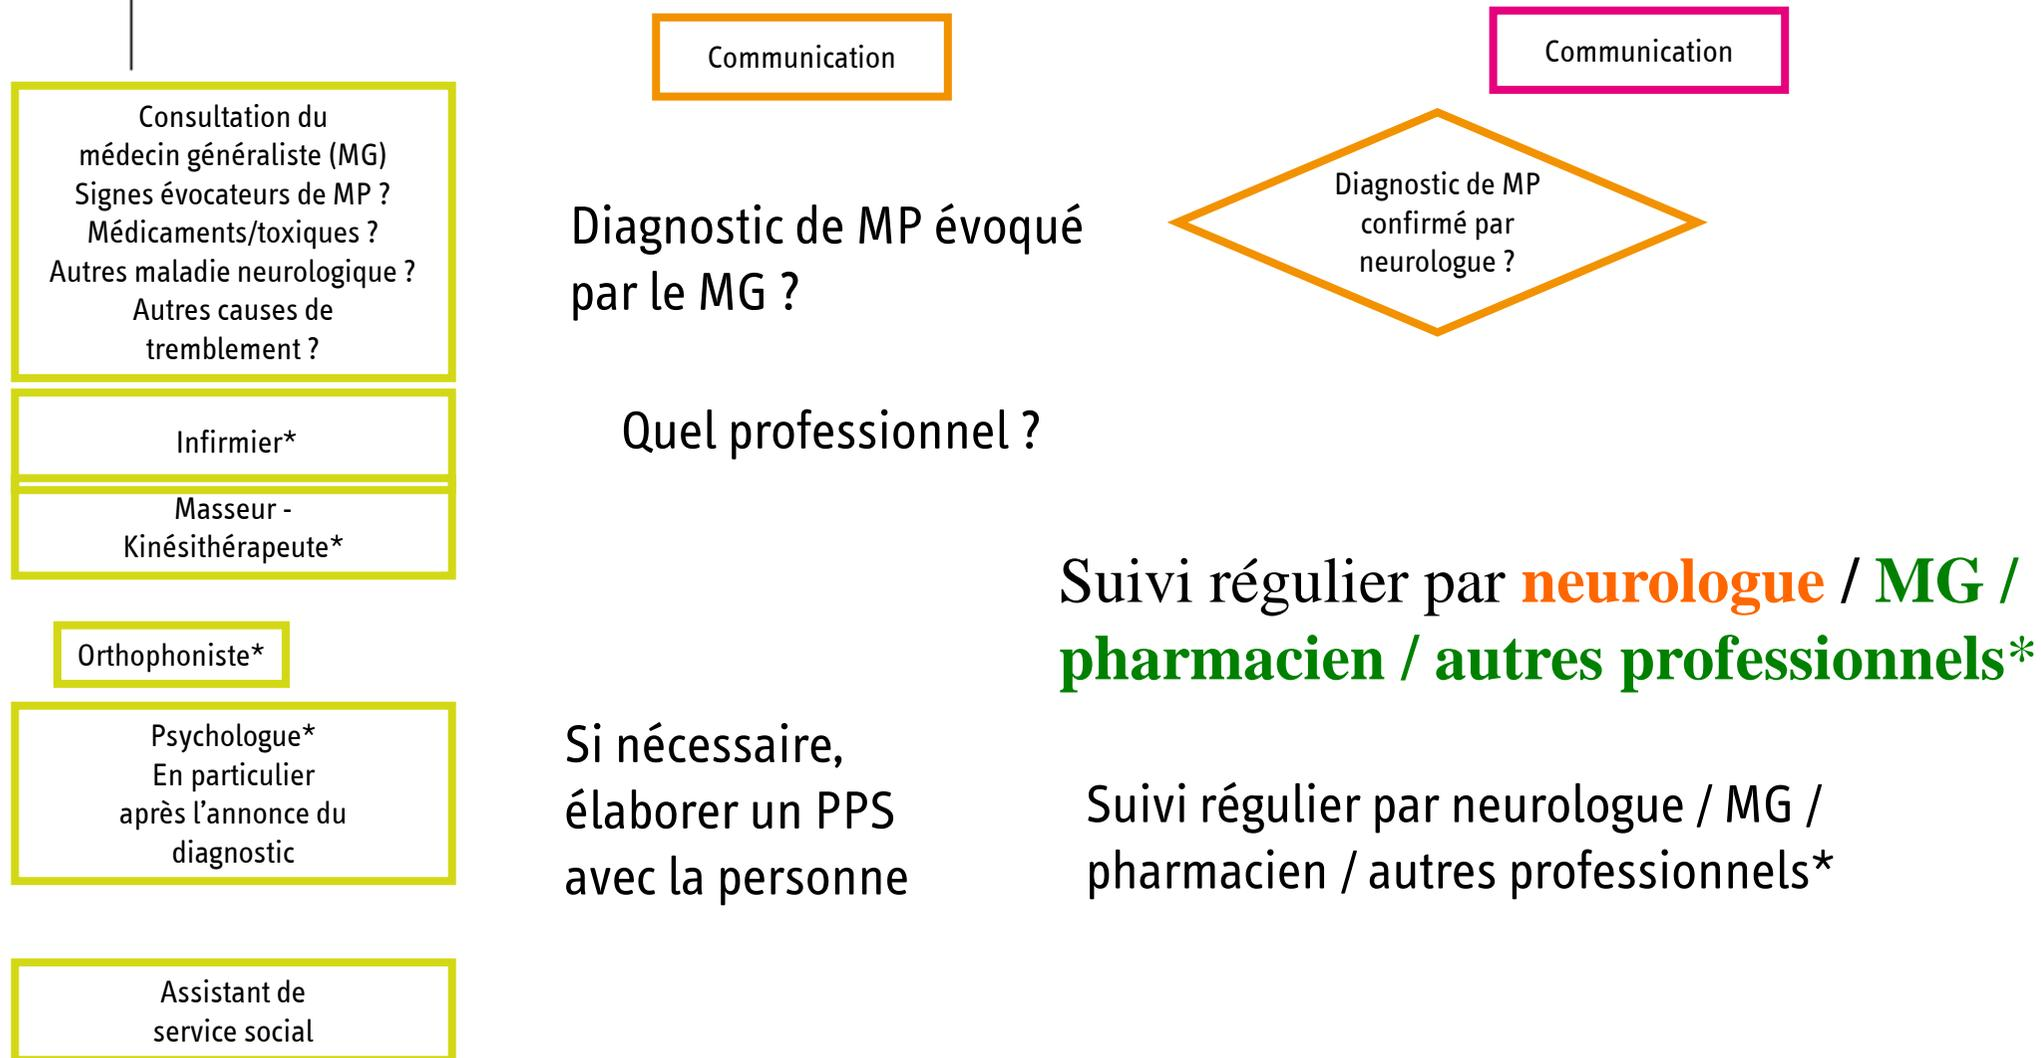 Communication
Communication
Consultation du
médecin généraliste (MG)
Signes évocateurs de MP ?
Médicaments/toxiques ?
Autres maladie neurologique ?
Autres causes de
tremblement ?
Diagnostic de MP évoqué
par le MG ?
Diagnostic de MP
confirmé par
neurologue ?
Infirmier*
Quel professionnel ?
Masseur -
Kinésithérapeute*
Suivi régulier par neurologue / MG /
pharmacien / autres professionnels*
Orthophoniste*
Psychologue*
En particulier
après l’annonce du
diagnostic
Si nécessaire,
élaborer un PPS
avec la personne
Suivi régulier par neurologue / MG /
pharmacien / autres professionnels*
Assistant de
service social